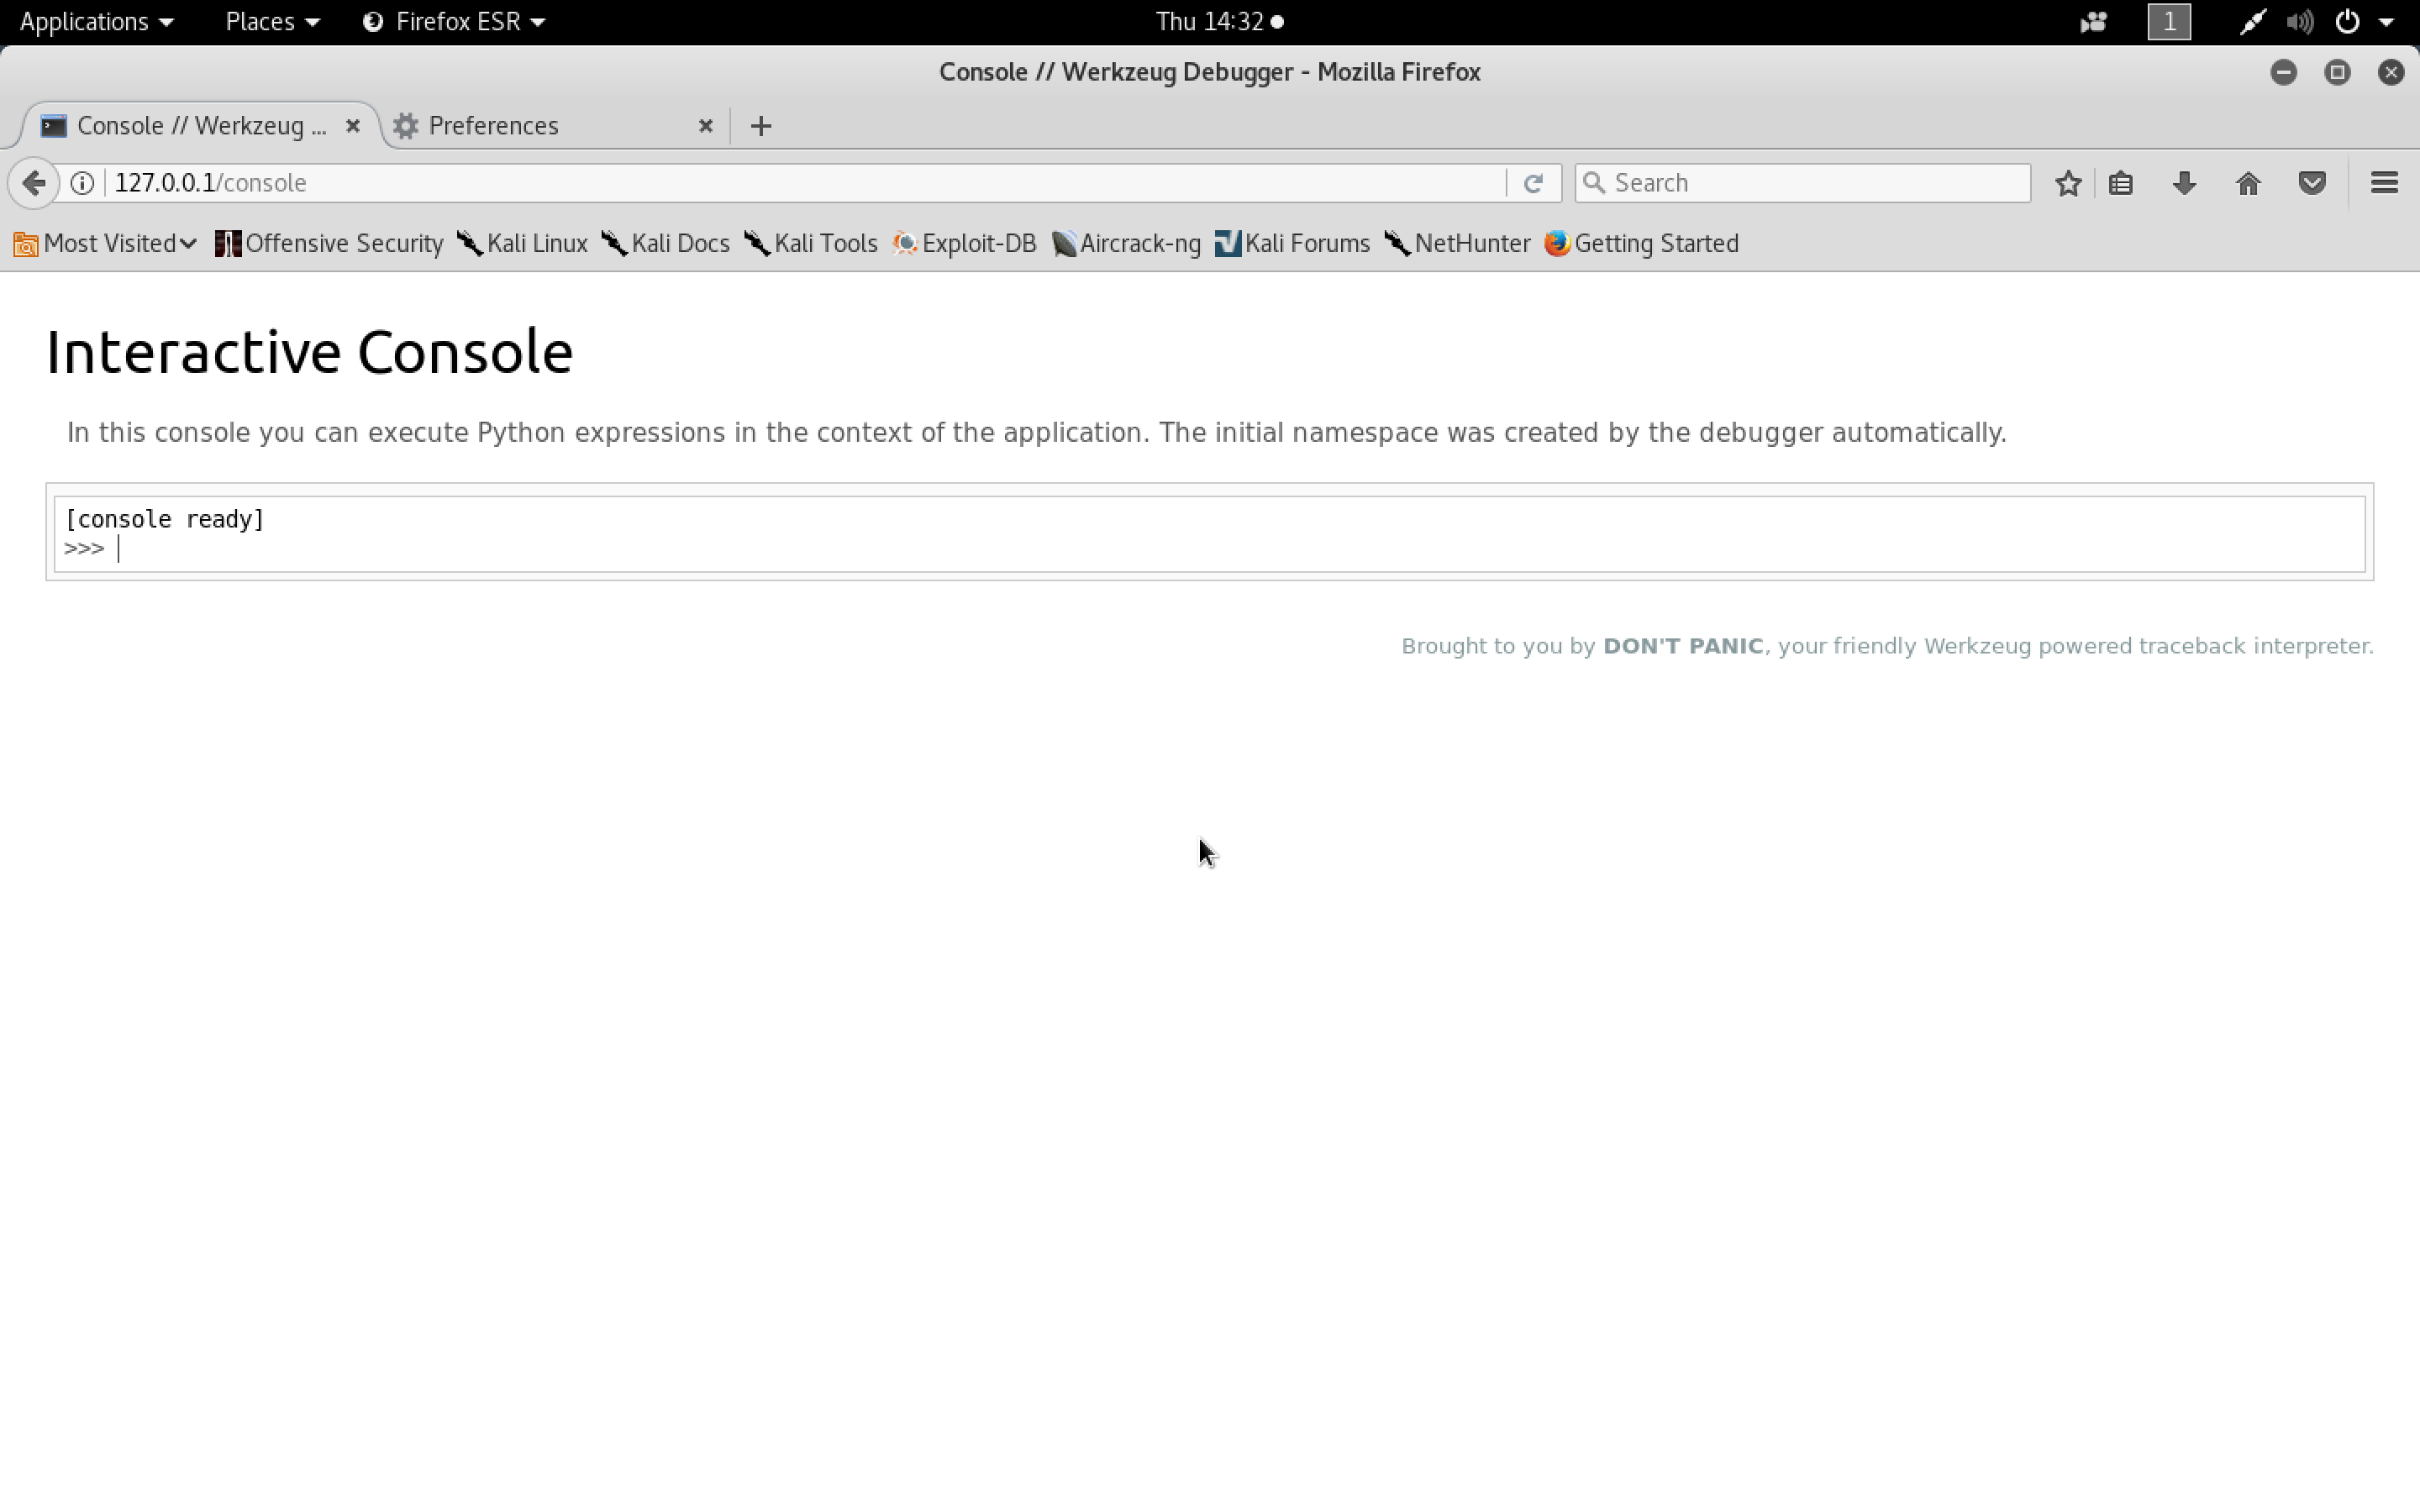 Applications Places Firefox ESR Thu 14:32 1
Console // Werkzeug Debugger - Mozilla Firefox
Console // Werkzeug ... Preferences
127.0.0.1/console Search
Most Visited Offensive Security Kali Linux Kali Docs Kali Tools Exploit-DB Aircrack-ng Kali Forums NetHunter Getting Started
Interactive Console
In this console you can execute Python expressions in the context of the application. The initial namespace was created by the debugger automatically.
[console ready]
>>>
Brought to you by DON'T PANIC, your friendly Werkzeug powered traceback interpreter.